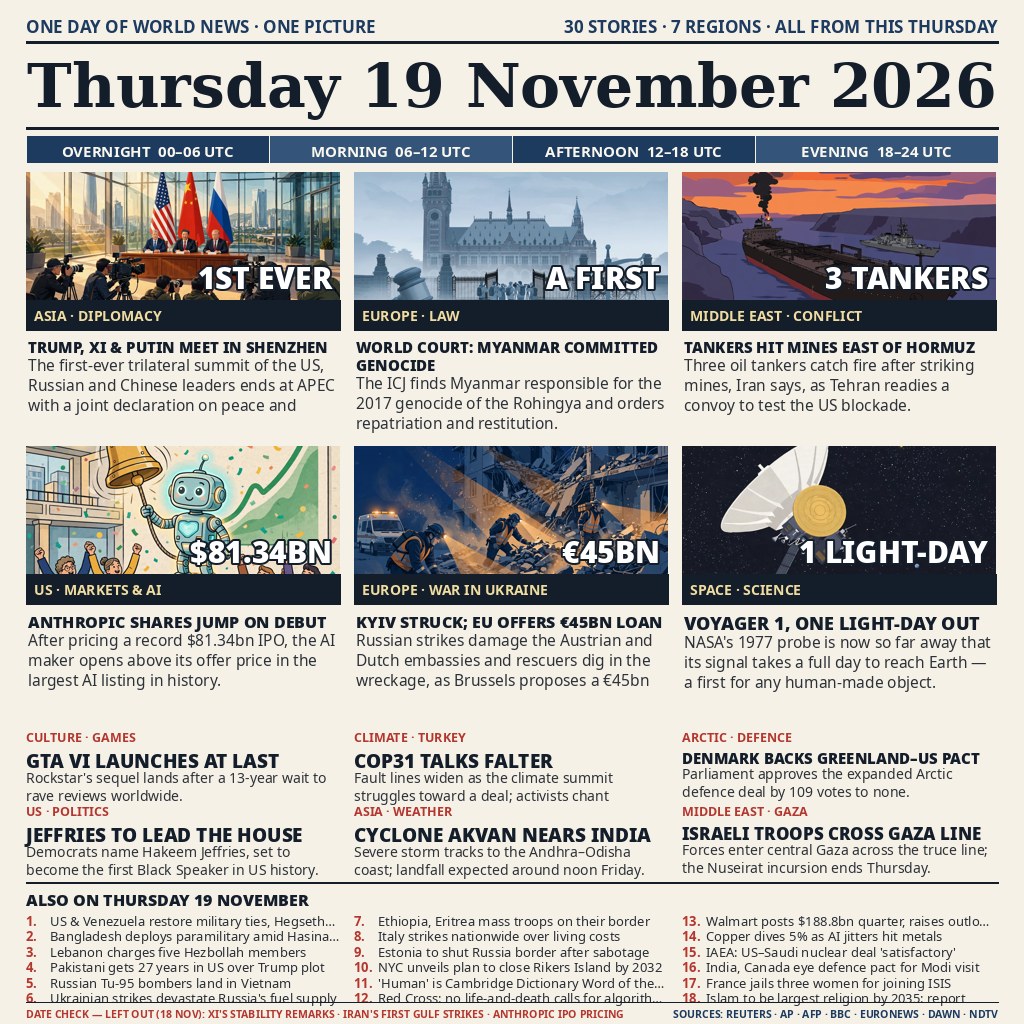 ONE DAY OF WORLD NEWS · ONE PICTURE
30 STORIES · 7 REGIONS · ALL FROM THIS THURSDAY
Thursday 19 November 2026
OVERNIGHT 00–06 UTC
MORNING 06–12 UTC
AFTERNOON 12–18 UTC
EVENING 18–24 UTC
1ST EVER
ASIA · DIPLOMACY
TRUMP, XI & PUTIN MEET IN SHENZHEN
The first-ever trilateral summit of the US,
Russian and Chinese leaders ends at APEC
with a joint declaration on peace and
A FIRST
EUROPE · LAW
WORLD COURT: MYANMAR COMMITTED
GENOCIDE
The ICJ finds Myanmar responsible for the
2017 genocide of the Rohingya and orders
repatriation and restitution.
3 TANKERS
MIDDLE EAST · CONFLICT
TANKERS HIT MINES EAST OF HORMUZ
Three oil tankers catch fire after striking
mines, Iran says, as Tehran readies a
convoy to test the US blockade.
$81.34BN
US · MARKETS & AI
ANTHROPIC SHARES JUMP ON DEBUT
After pricing a record $81.34bn IPO, the AI
maker opens above its offer price in the
largest AI listing in history.
€45BN
EUROPE · WAR IN UKRAINE
KYIV STRUCK; EU OFFERS €45BN LOAN
Russian strikes damage the Austrian and
Dutch embassies and rescuers dig in the
wreckage, as Brussels proposes a €45bn
1 LIGHT-DAY
SPACE · SCIENCE
VOYAGER 1, ONE LIGHT-DAY OUT
NASA's 1977 probe is now so far away that
its signal takes a full day to reach Earth —
a first for any human-made object.
CULTURE · GAMES
GTA VI LAUNCHES AT LAST
Rockstar's sequel lands after a 13-year wait to
rave reviews worldwide.
CLIMATE · TURKEY
COP31 TALKS FALTER
Fault lines widen as the climate summit
struggles toward a deal; activists chant
ARCTIC · DEFENCE
DENMARK BACKS GREENLAND–US PACT
Parliament approves the expanded Arctic
defence deal by 109 votes to none.
US · POLITICS
JEFFRIES TO LEAD THE HOUSE
Democrats name Hakeem Jeffries, set to
become the first Black Speaker in US history.
ASIA · WEATHER
CYCLONE AKVAN NEARS INDIA
Severe storm tracks to the Andhra–Odisha
coast; landfall expected around noon Friday.
MIDDLE EAST · GAZA
ISRAELI TROOPS CROSS GAZA LINE
Forces enter central Gaza across the truce line;
the Nuseirat incursion ends Thursday.
ALSO ON THURSDAY 19 NOVEMBER
1. US & Venezuela restore military ties, Hegseth…
2. Bangladesh deploys paramilitary amid Hasina…
3. Lebanon charges five Hezbollah members
4. Pakistani gets 27 years in US over Trump plot
5. Russian Tu-95 bombers land in Vietnam
6. Ukrainian strikes devastate Russia's fuel supply
7. Ethiopia, Eritrea mass troops on their border
8. Italy strikes nationwide over living costs
9. Estonia to shut Russia border after sabotage
10. NYC unveils plan to close Rikers Island by 2032
11. 'Human' is Cambridge Dictionary Word of the…
12. Red Cross: no life-and-death calls for algorith…
13. Walmart posts $188.8bn quarter, raises outlo…
14. Copper dives 5% as AI jitters hit metals
15. IAEA: US–Saudi nuclear deal 'satisfactory'
16. India, Canada eye defence pact for Modi visit
17. France jails three women for joining ISIS
18. Islam to be largest religion by 2035: report
DATE CHECK — LEFT OUT (18 NOV): XI'S STABILITY REMARKS · IRAN'S FIRST GULF STRIKES · ANTHROPIC IPO PRICING
SOURCES: REUTERS · AP · AFP · BBC · EURONEWS · DAWN · NDTV